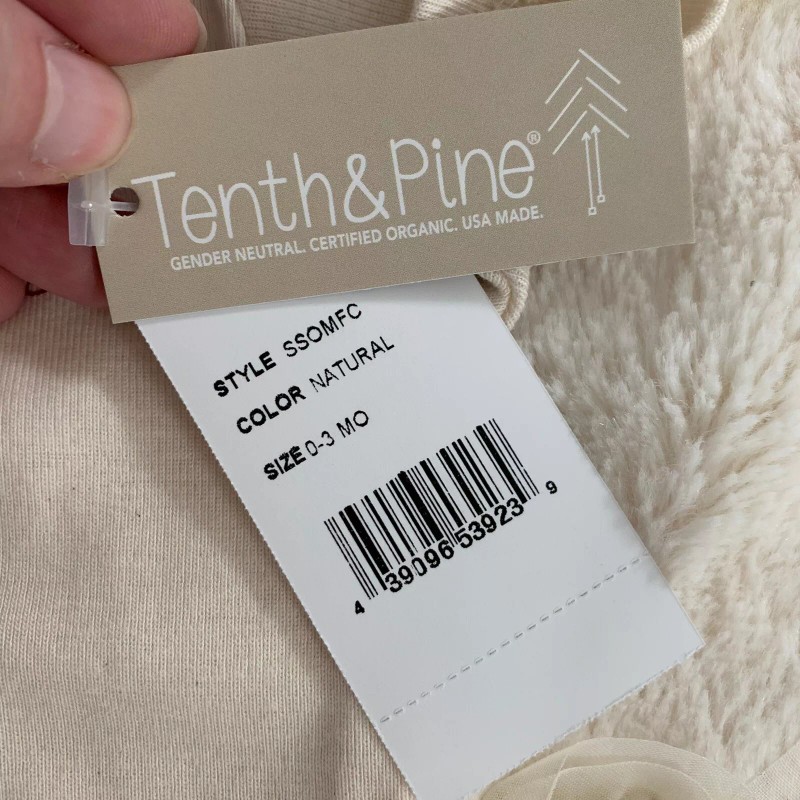 Tenth&Pine®
GENDER NEUTRAL. CERTIFIED ORGANIC. USA MADE.
STYLE SSOMFC
COLOR NATURAL
SIZE 0-3 MO
4 39096 53923 9